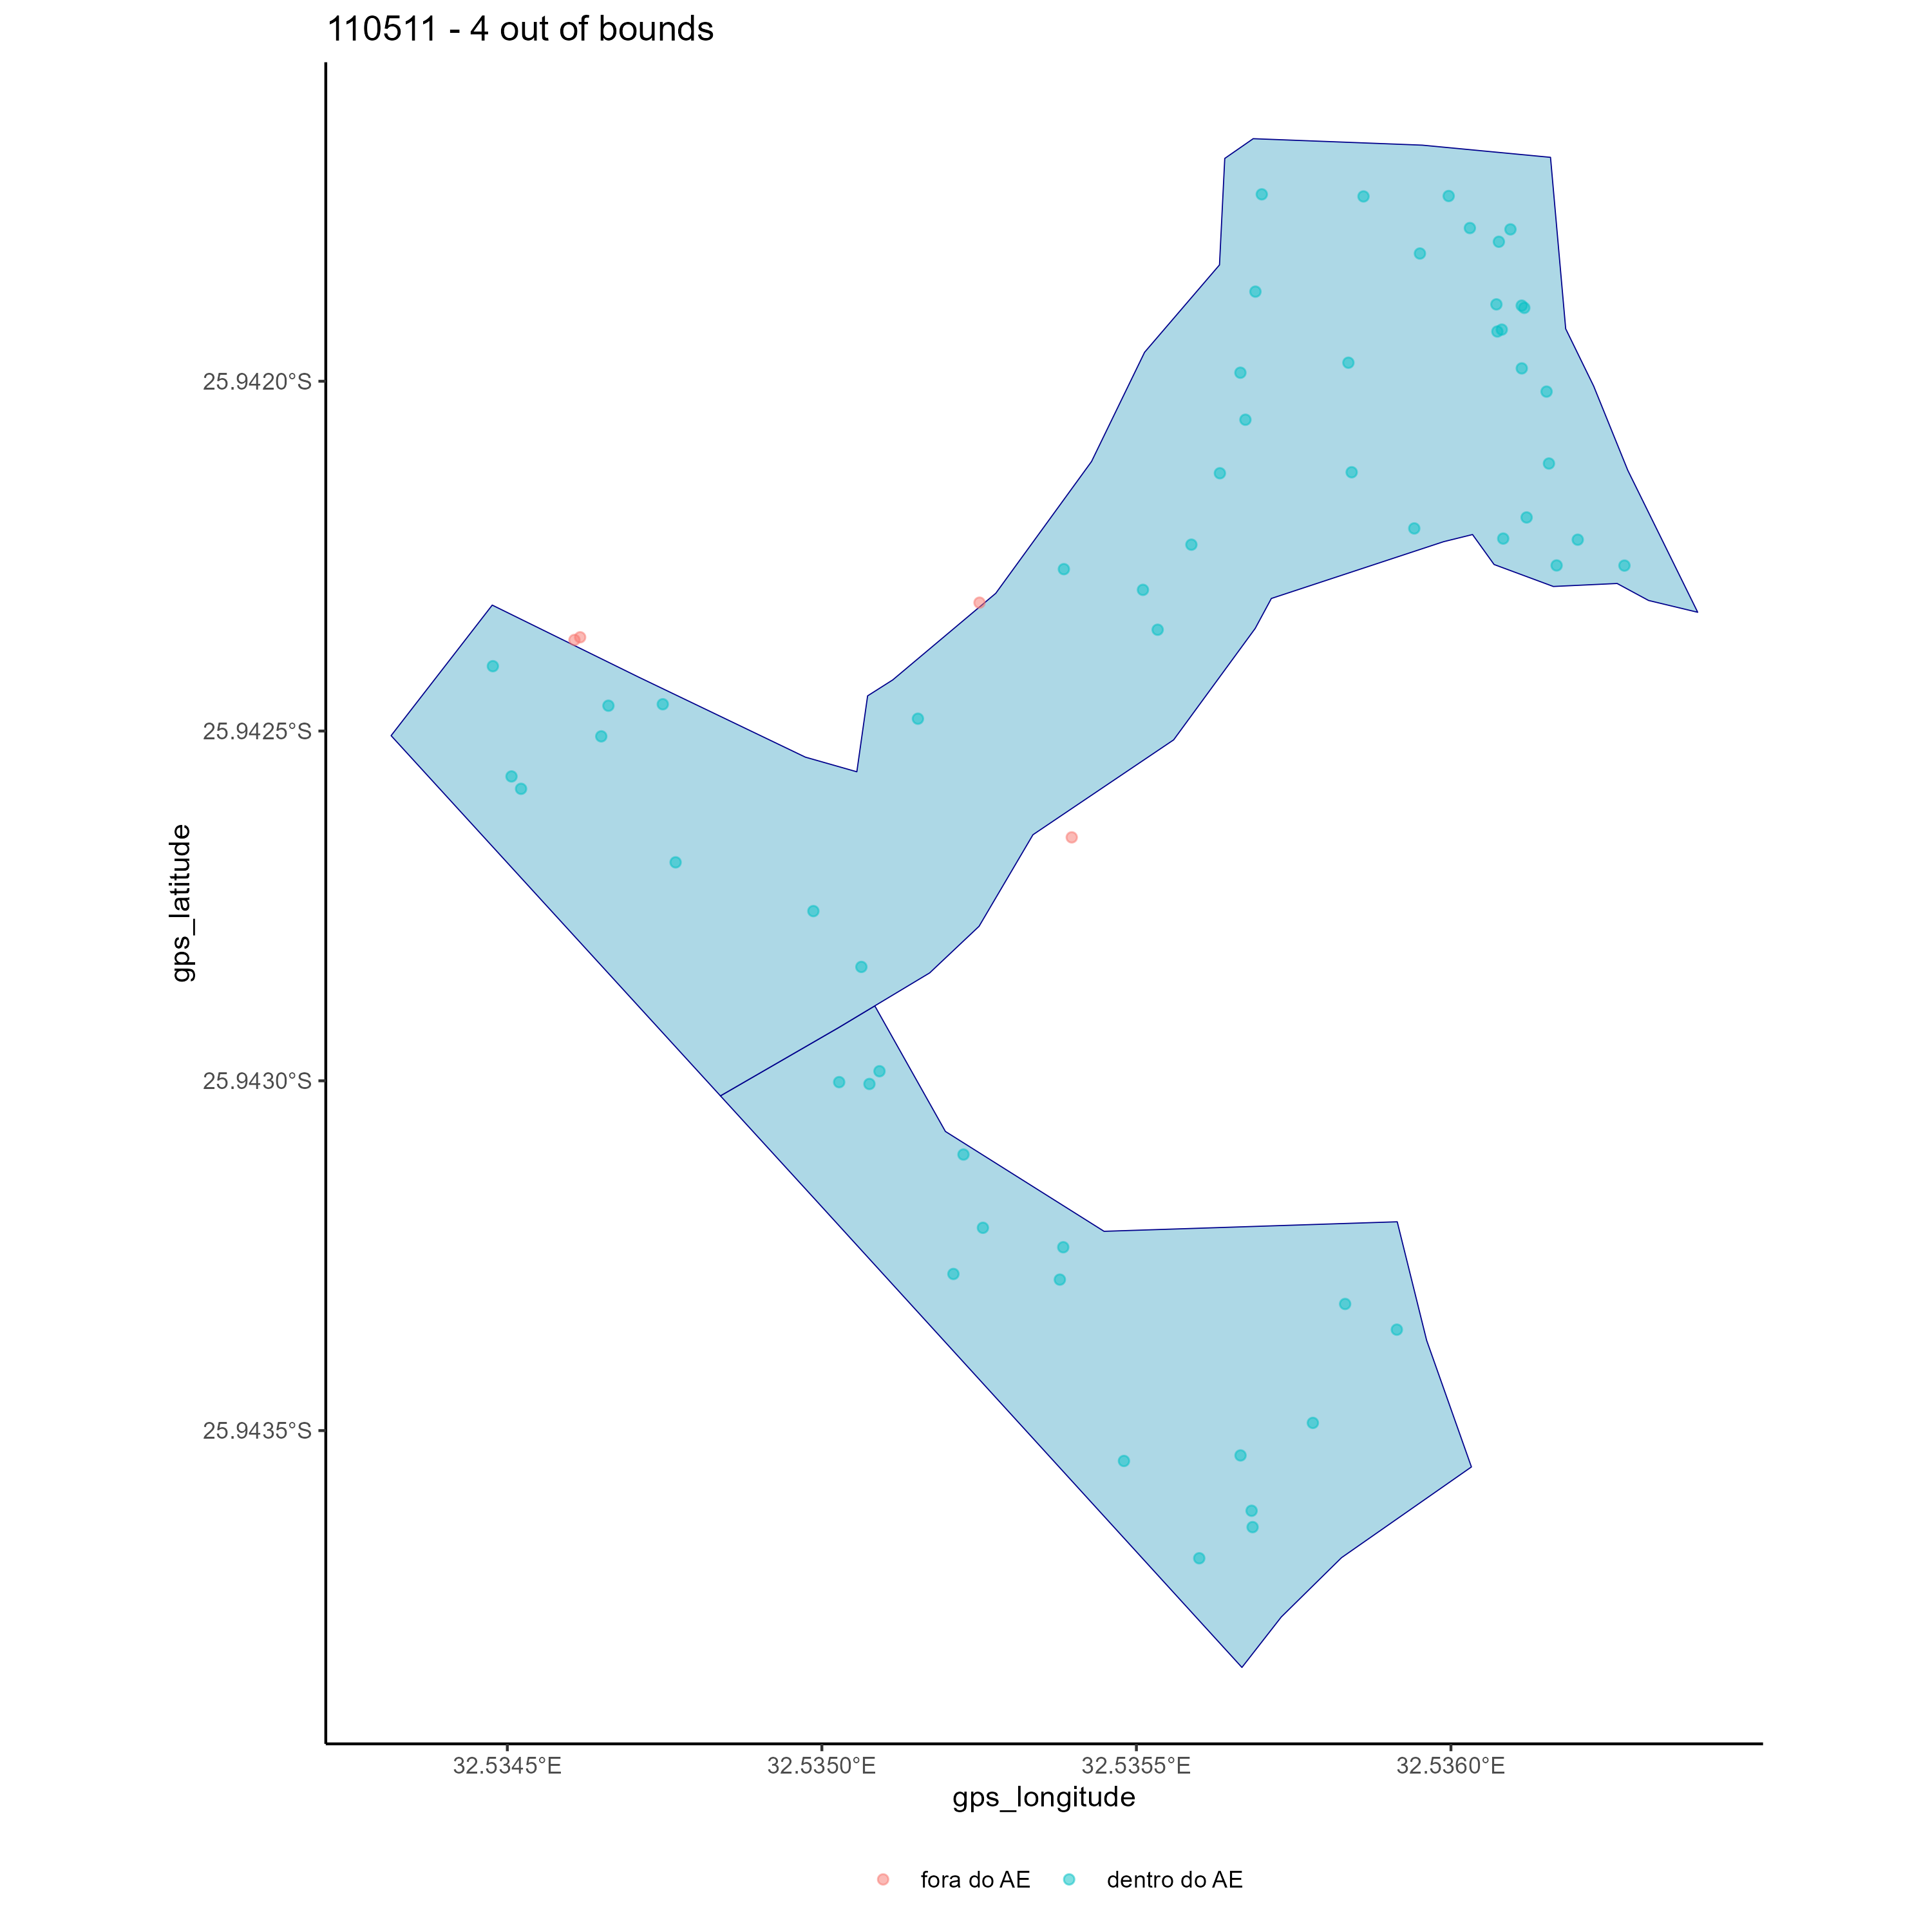 110511 - 4 out of bounds
25.9420°S
25.9425°S
25.9430°S
25.9435°S
gps_latitude
32.5345°E 32.5350°E 32.5355°E 32.5360°E
gps_longitude
fora do AE dentro do AE